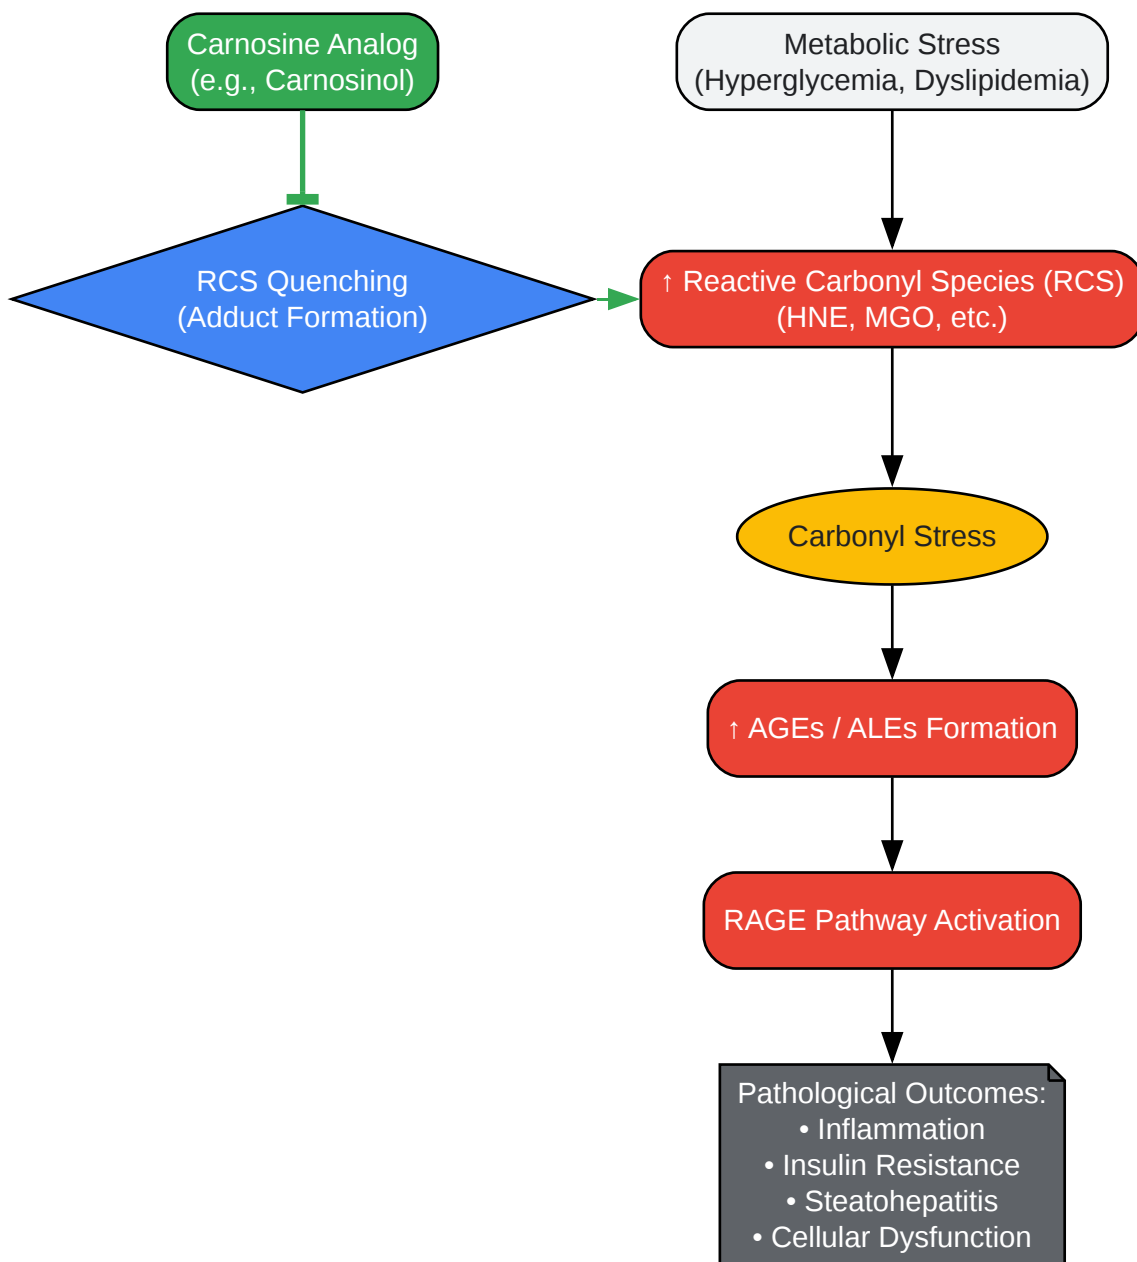 Carnosine Analog
(e.g., Carnosinol)
Metabolic Stress
(Hyperglycemia, Dyslipidemia)
RCS Quenching
(Adduct Formation)
↑ Reactive Carbonyl Species (RCS)
(HNE, MGO, etc.)
Carbonyl Stress
↑ AGEs / ALEs Formation
RAGE Pathway Activation
Pathological Outcomes:
• Inflammation
• Insulin Resistance
• Steatohepatitis
• Cellular Dysfunction